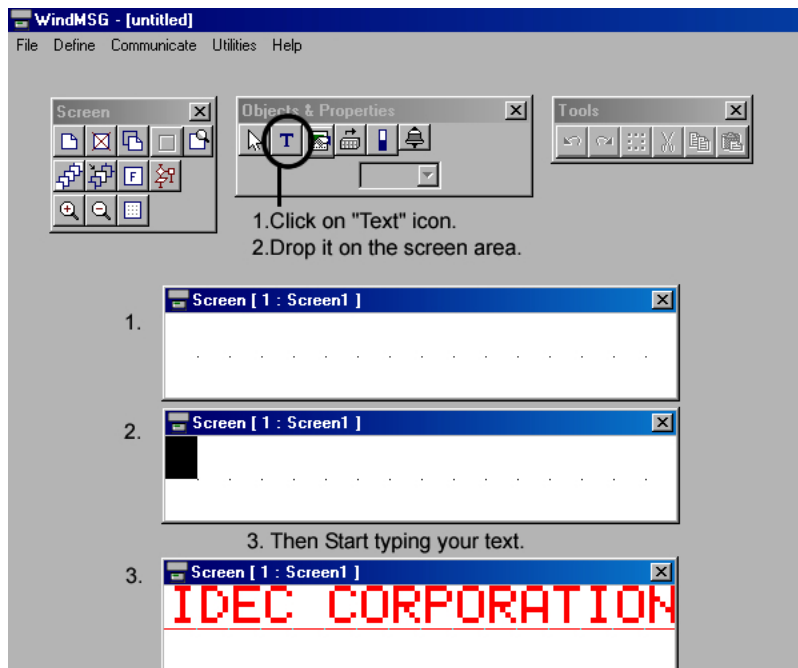 WindMSG - [untitled]
File Define Communicate Utilities Help
Screen
Objects & Properties
Tools
T
F
1.Click on "Text" icon.
2.Drop it on the screen area.
1.
Screen [ 1 : Screen1 ]
2.
Screen [ 1 : Screen1 ]
3. Then Start typing your text.
3.
Screen [ 1 : Screen1 ]
IDEC CORPORATION